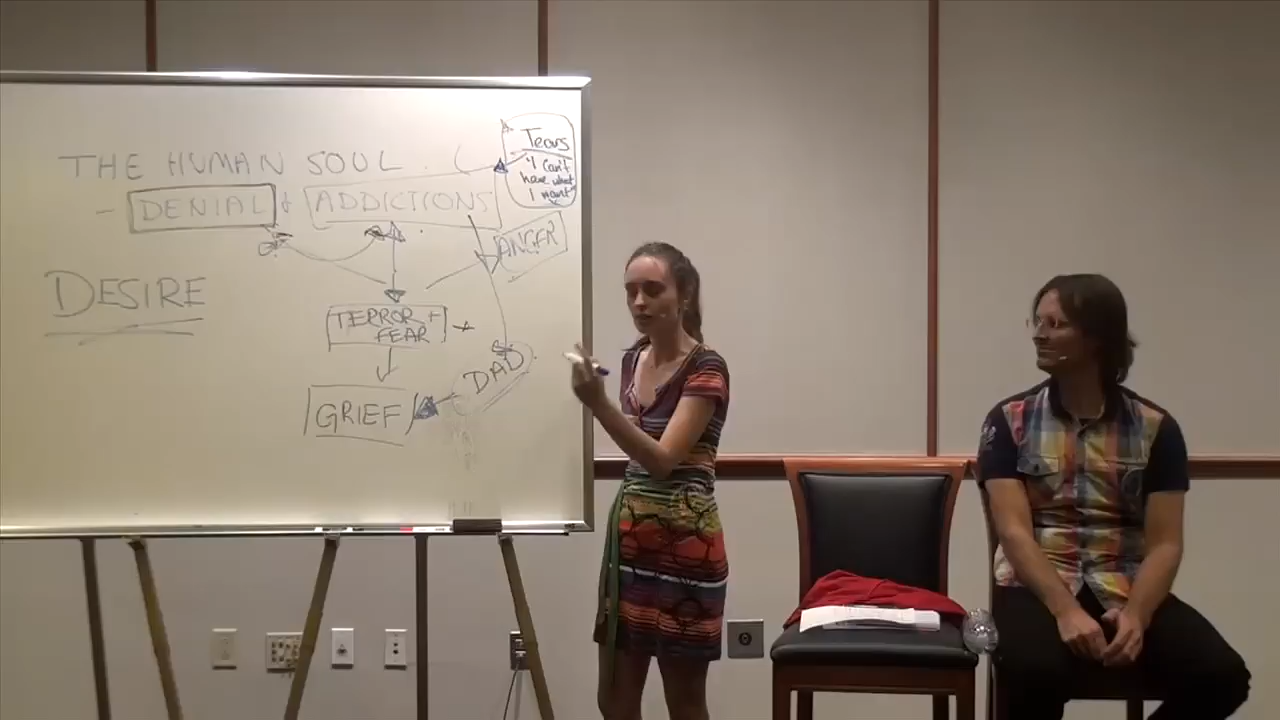 THE HUMAN SOUL.
- DENIAL & ADDICTIONS
Tears
"I can't
have what
I want"
ANGER
DESIRE
TERROR +
FEAR
DAD
GRIEF